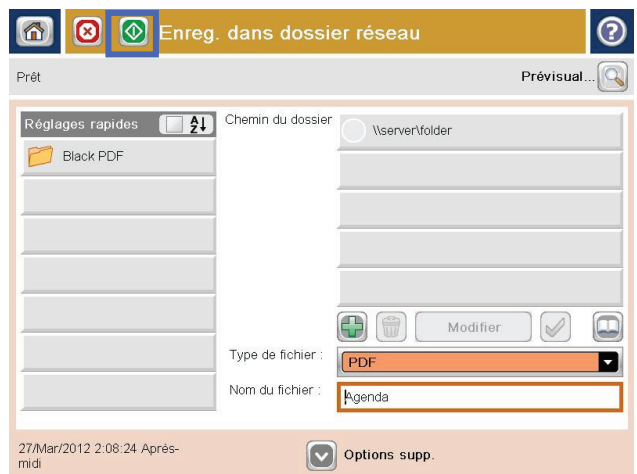 Enreg. dans dossier réseau
Prêt
Prévisual...
Réglages rapides
A
Z
Black PDF
Chemin du dossier
\\server\folder
Modifier
Type de fichier :
PDF
Nom du fichier :
Agenda
27/Mar/2012 2:08:24 Après-
midi
Options supp.